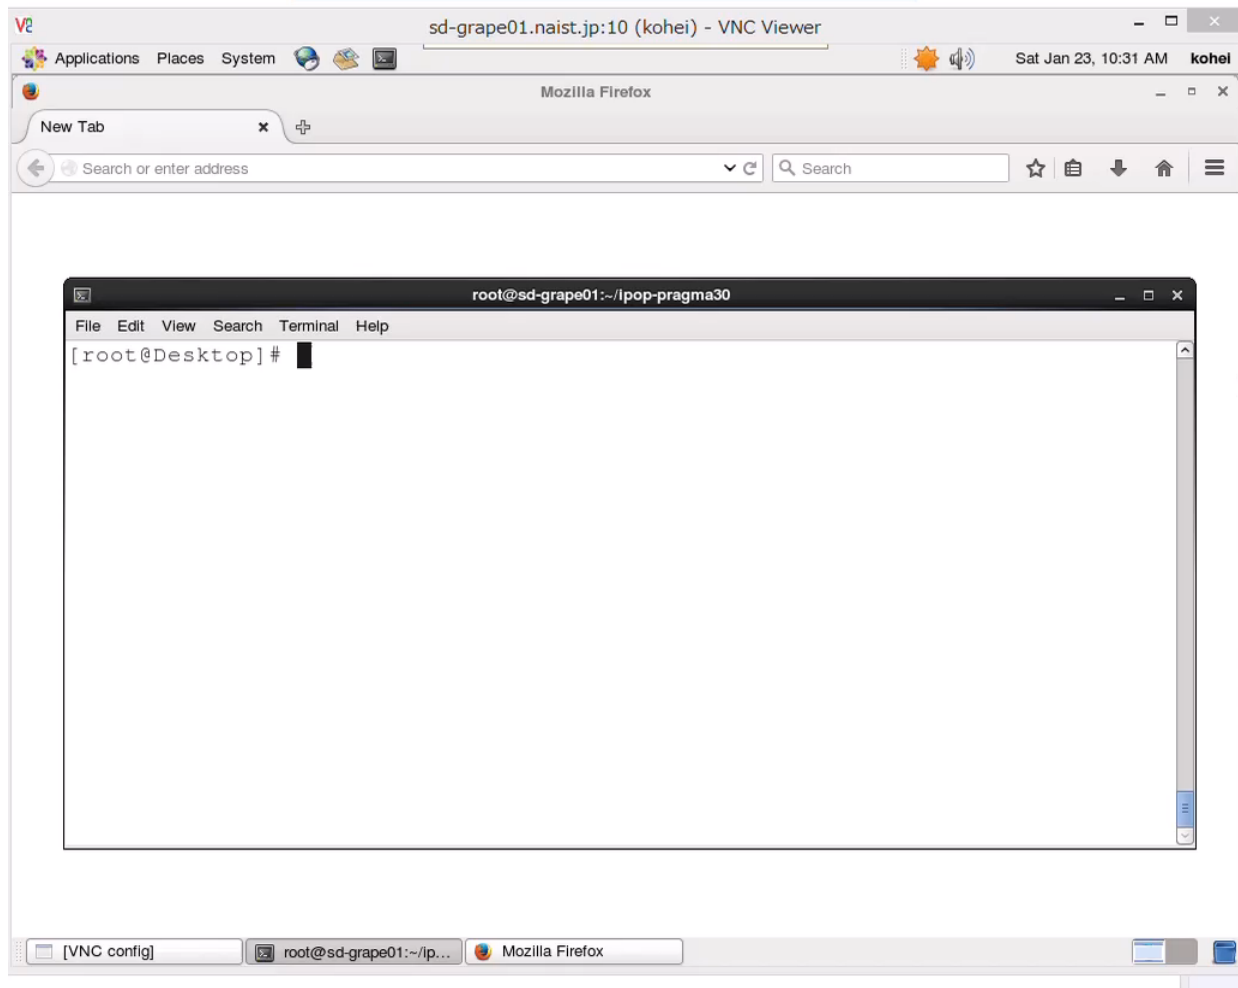 V2 sd-grape01.naist.jp:10 (kohei) - VNC Viewer
Applications Places System Sat Jan 23, 10:31 AM kohei
Mozilla Firefox
New Tab
Search or enter address Search
root@sd-grape01:~/ipop-pragma30
File Edit View Search Terminal Help
[root@Desktop]#
[VNC config] root@sd-grape01:~/ip... Mozilla Firefox